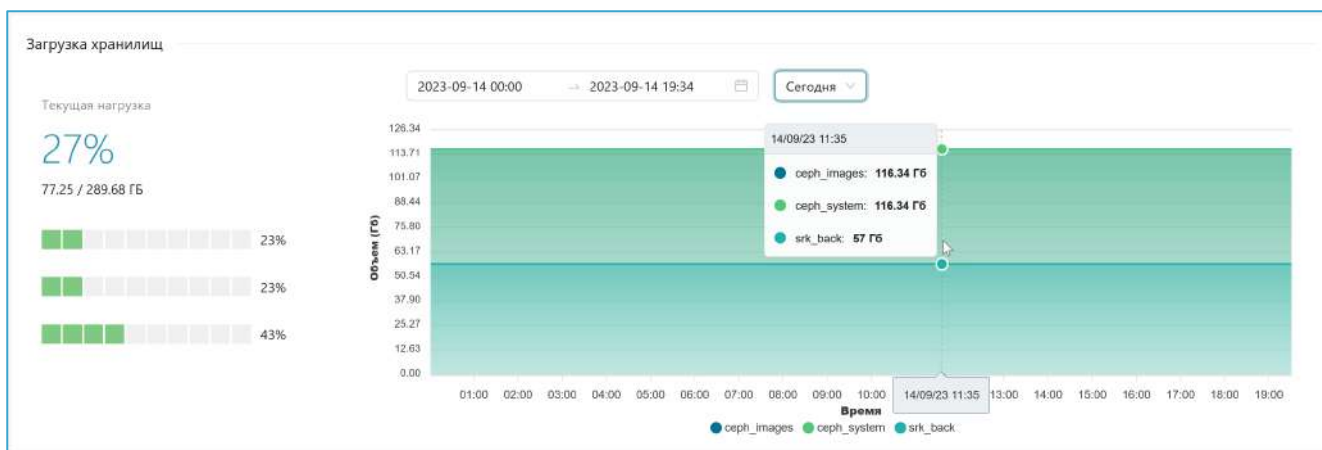 Загрузка хранилищ
2023-09-14 00:00 → 2023-09-14 19:34
Сегодня
Текущая нагрузка
27%
77.25 / 289.68 ГБ
23%
23%
43%
Объем (Гб)
126.34
113.71
101.07
88.44
75.80
63.17
50.54
37.90
25.27
12.63
0.00
14/09/23 11:35
ceph_images: 116.34 Гб
ceph_system: 116.34 Гб
srk_back: 57 Гб
01:00 02:00 03:00 04:00 05:00 06:00 07:00 08:00 09:00 10:00 14/09/23 11:35 13:00 14:00 15:00 16:00 17:00 18:00 19:00
Время
ceph_images ceph_system srk_back